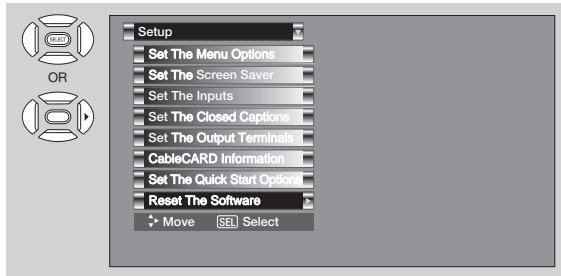 SELECT
OR
Setup
Set The Menu Options
Set The Screen Saver
Set The Inputs
Set The Closed Captions
Set The Output Terminals
CableCARD Information
Set The Quick Start Options
Reset The Software
Move SEL Select